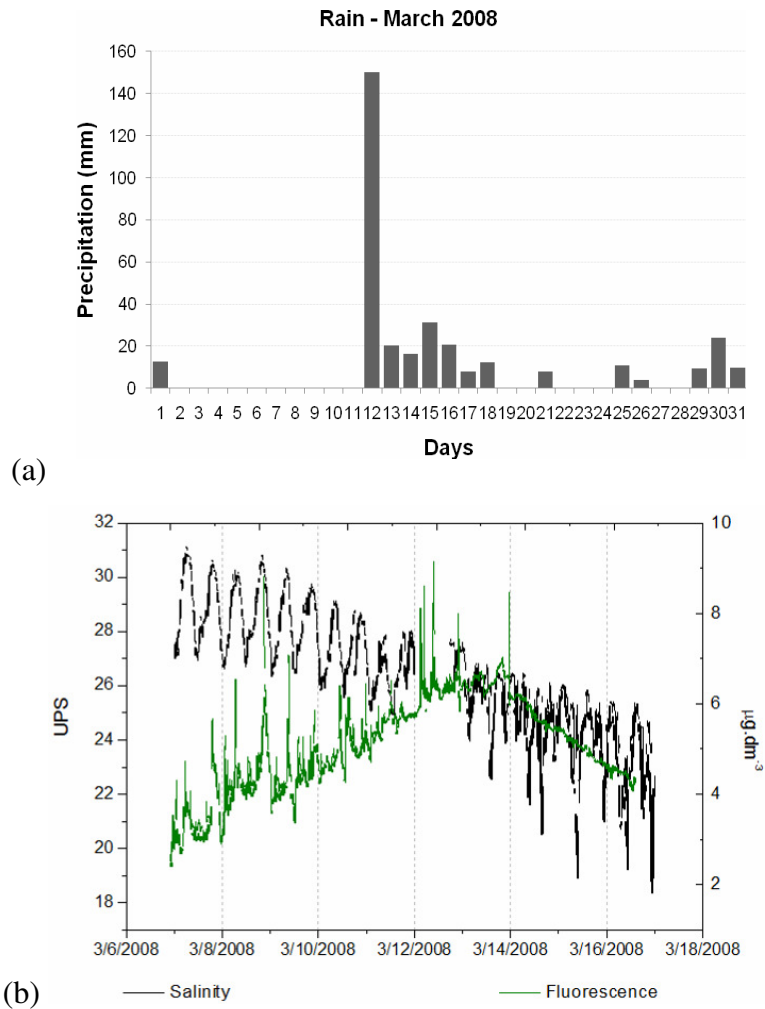 Rain - March 2008
Precipitation (mm)
160
140
120
100
80
60
40
20
0
1 2 3 4 5 6 7 8 9 10 11 12 13 14 15 16 17 18 19 20 21 22 23 24 25 26 27 28 29 30 31
Days
(a)
UPS
32
30
28
26
24
22
20
18
10
8
6
4
2
µg.dm-3
3/6/2008 3/8/2008 3/10/2008 3/12/2008 3/14/2008 3/16/2008 3/18/2008
(b)
Salinity Fluorescence